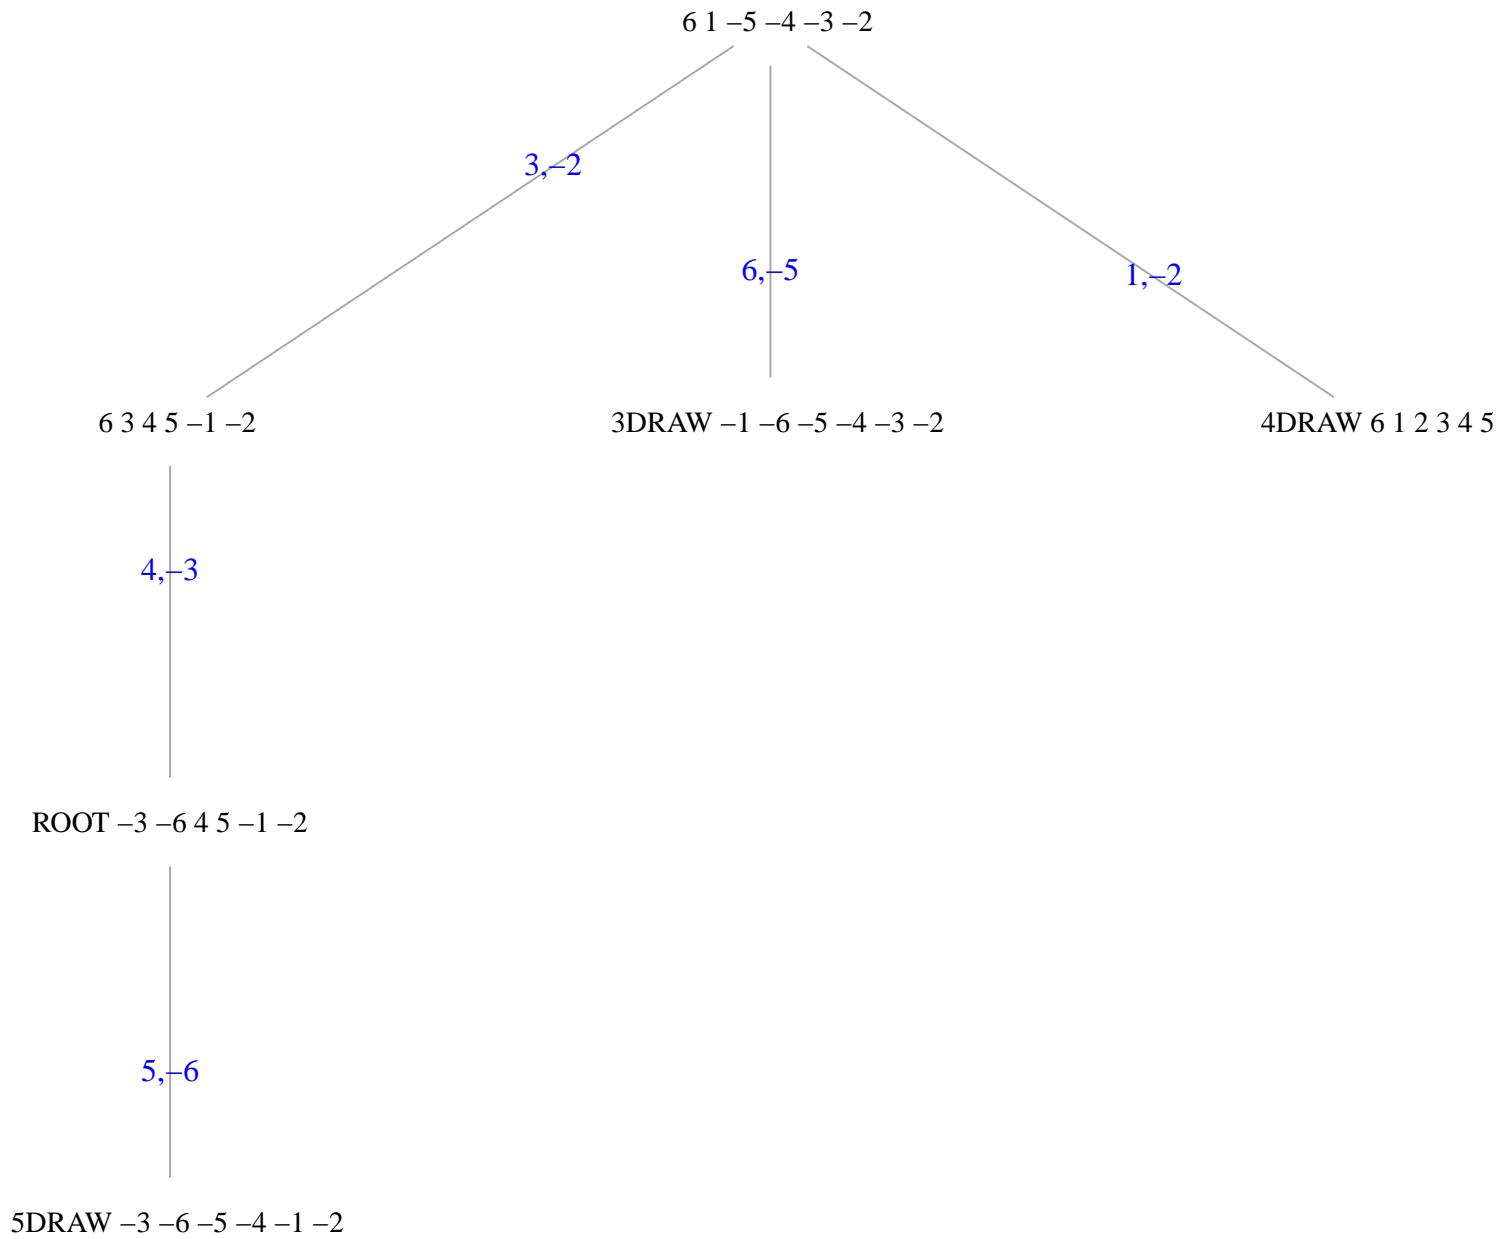 6 1 –5 –4 –3 –2
3,–2
6,–5
1,–2
6 3 4 5 –1 –2
3DRAW –1 –6 –5 –4 –3 –2
4DRAW 6 1 2 3 4 5
4,–3
ROOT –3 –6 4 5 –1 –2
5,–6
5DRAW –3 –6 –5 –4 –1 –2